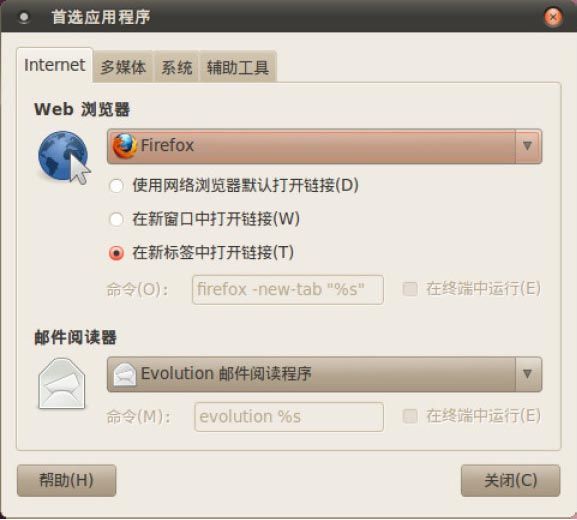 首选应用程序
Internet 多媒体 系统 辅助工具
Web 浏览器
Firefox
使用网络浏览器默认打开链接(D)
在新窗口中打开链接(W)
在新标签中打开链接(T)
命令(O)： firefox -new-tab "%s" 在终端中运行(E)
邮件阅读器
Evolution 邮件阅读程序
命令(M)： evolution %s 在终端中运行(E)
帮助(H) 关闭(C)